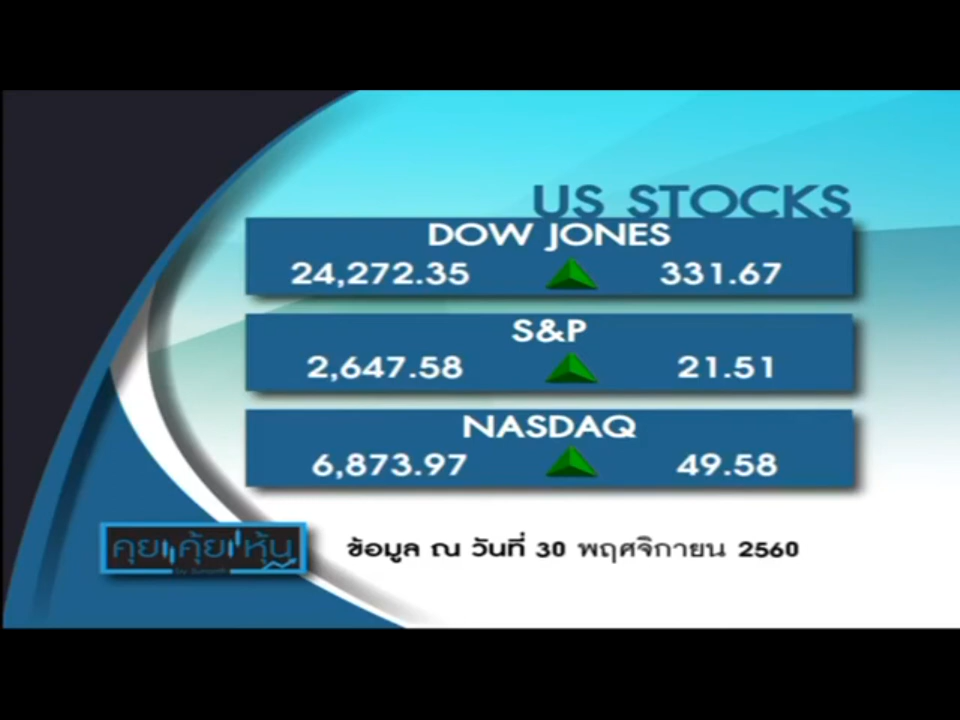 US STOCKS
DOW JONES
24,272.35 331.67
S&P
2,647.58 21.51
NASDAQ
6,873.97 49.58
คุย คุ้ย หุ้น
ข้อมูล ณ วันที่ 30 พฤศจิกายน 2560